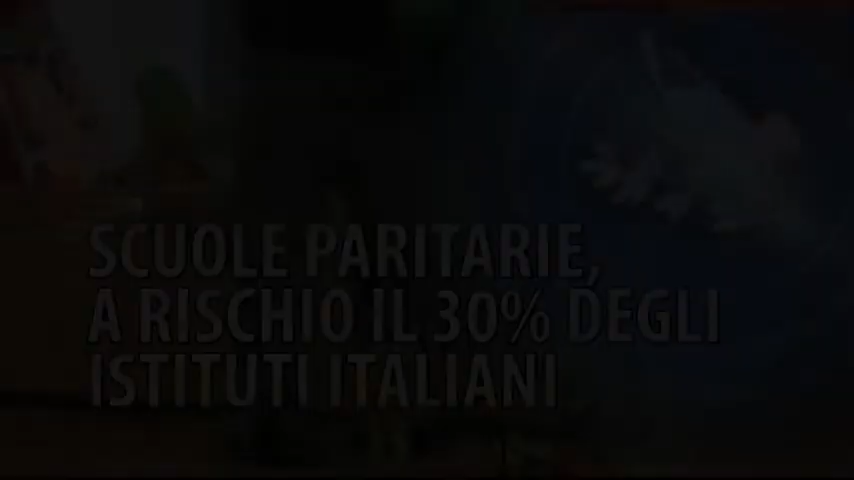 SCUOLE PARITARIE,
A RISCHIO IL 30% DEGLI
ISTITUTI ITALIANI